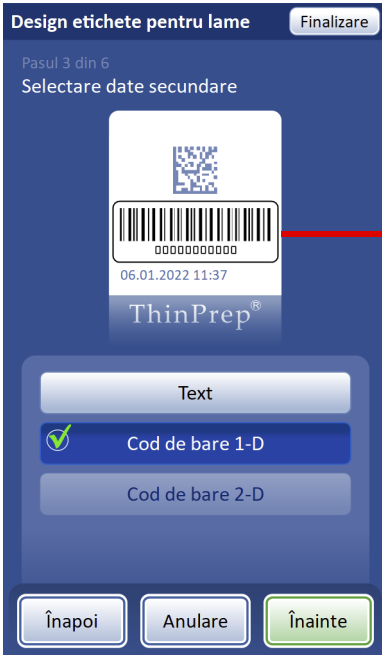 Design etichete pentru lame
Finalizare
Pasul 3 din 6
Selectare date secundare
00000000000
06.01.2022 11:37
ThinPrep®
Text
Cod de bare 1-D
Cod de bare 2-D
Înapoi
Anulare
Înainte